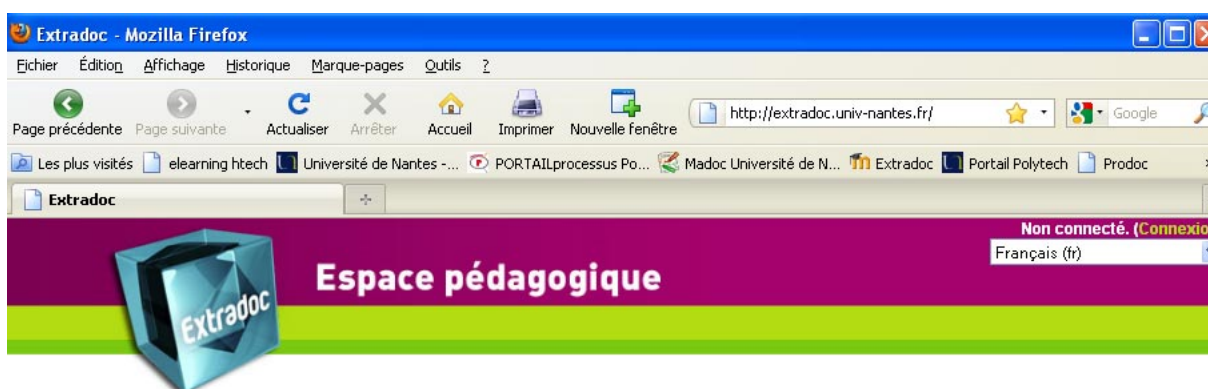 Extradoc - Mozilla Firefox
Fichier Édition Affichage Historique Marque-pages Outils ?
Page précédente Page suivante Actualiser Arrêter Accueil Imprimer Nouvelle fenêtre http://extradoc.univ-nantes.fr/ Google
Les plus visités elearning htech Université de Nantes -... PORTAILprocessus Po... Madoc Université de N... Extradoc Portail Polytech Prodoc
Extradoc
Non connecté. (Connexio
Français (fr)
Espace pédagogique
Extradoc